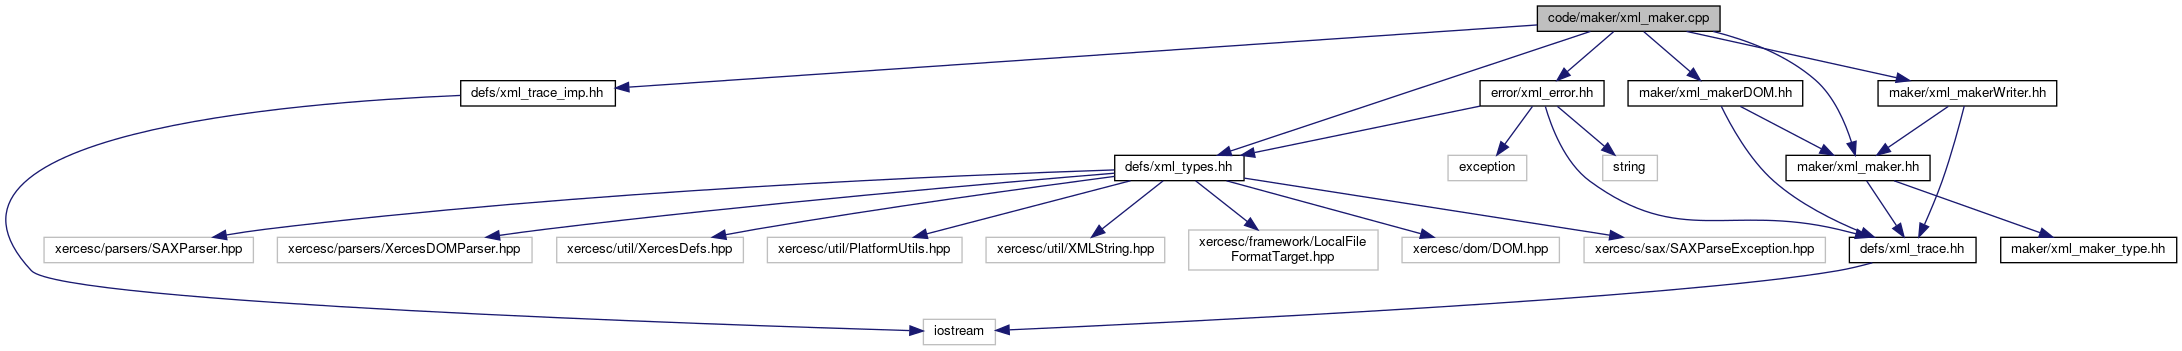 code/maker/xml_maker.cpp
defs/xml_trace_imp.hh
error/xml_error.hh
maker/xml_makerDOM.hh
maker/xml_makerWriter.hh
defs/xml_types.hh
exception
string
maker/xml_maker.hh
xercesc/parsers/SAXParser.hpp
xercesc/parsers/XercesDOMParser.hpp
xercesc/util/XercesDefs.hpp
xercesc/util/PlatformUtils.hpp
xercesc/util/XMLString.hpp
xercesc/framework/LocalFile
FormatTarget.hpp
xercesc/dom/DOM.hpp
xercesc/sax/SAXParseException.hpp
defs/xml_trace.hh
maker/xml_maker_type.hh
iostream